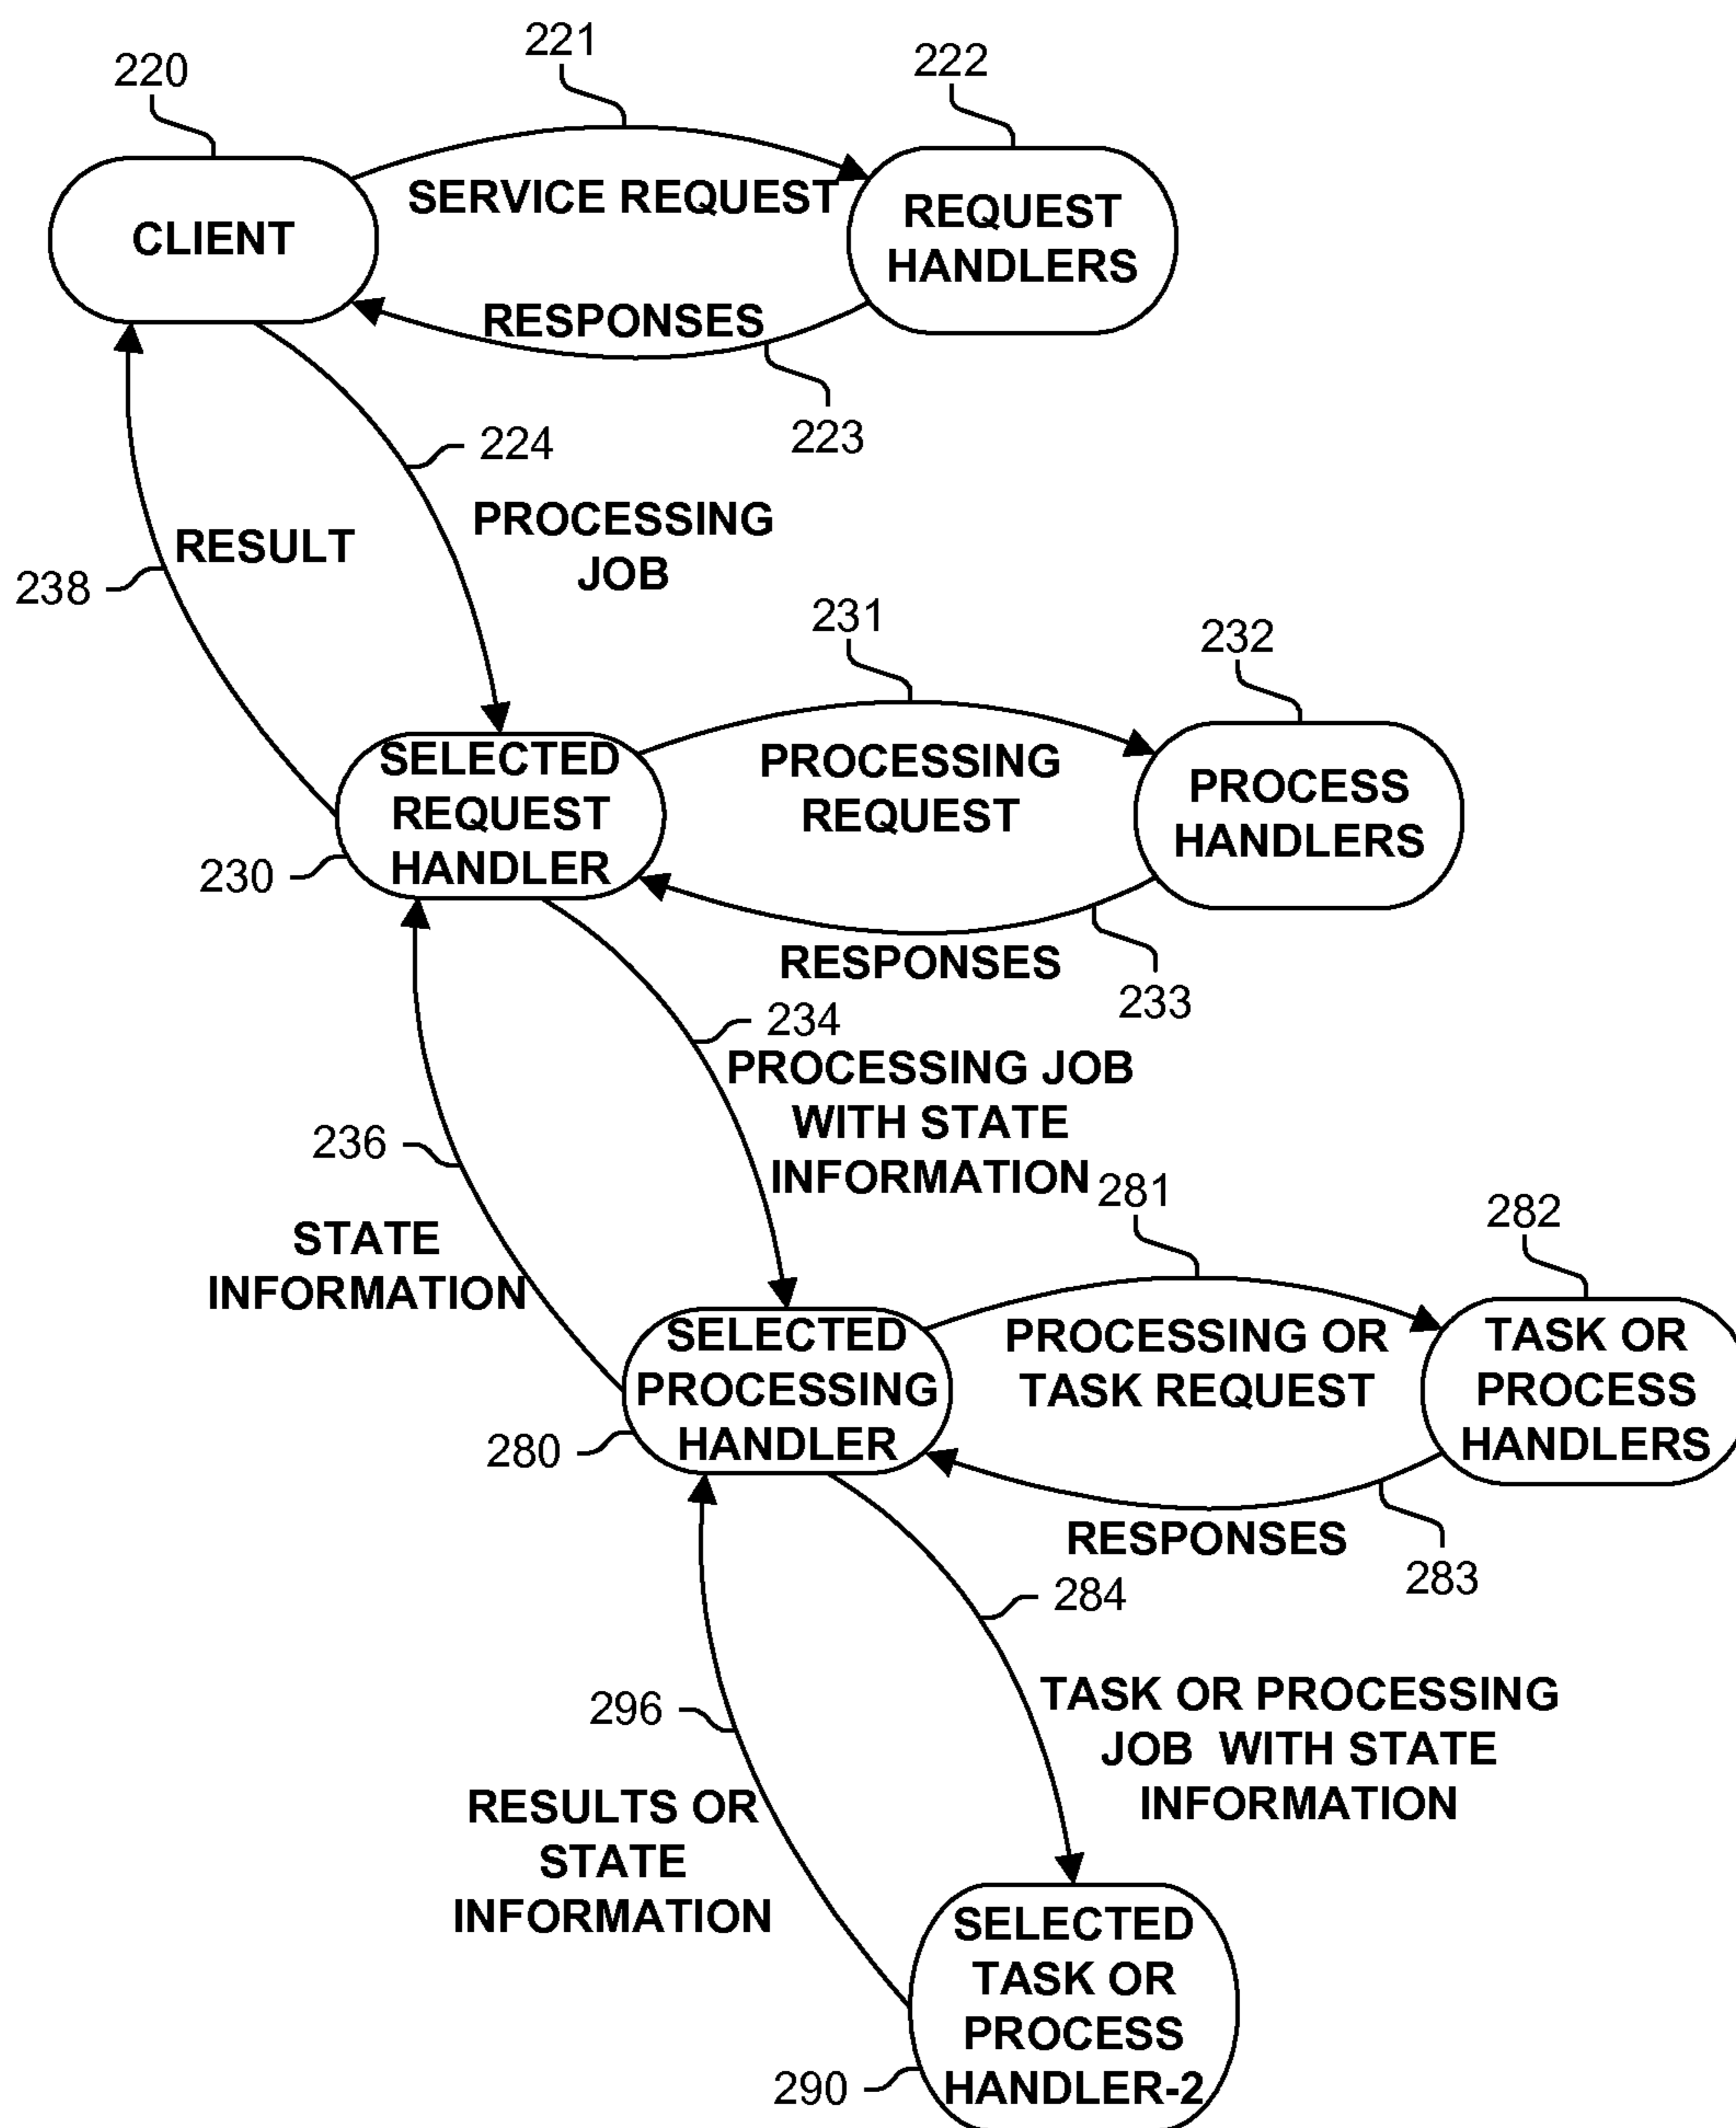 221
220
222
SERVICE REQUEST
CLIENT
REQUEST
HANDLERS
RESPONSES
223
224
PROCESSING
JOB
RESULT
238
231
232
SELECTED
REQUEST
HANDLER
230
PROCESSING
REQUEST
PROCESS
HANDLERS
RESPONSES
233
234
PROCESSING JOB
WITH STATE
INFORMATION
236
STATE
INFORMATION
281
282
SELECTED
PROCESSING
HANDLER
280
PROCESSING OR
TASK REQUEST
TASK OR
PROCESS
HANDLERS
RESPONSES
283
284
TASK OR PROCESSING
JOB WITH STATE
INFORMATION
296
RESULTS OR
STATE
INFORMATION
SELECTED
TASK OR
PROCESS
HANDLER-2
290